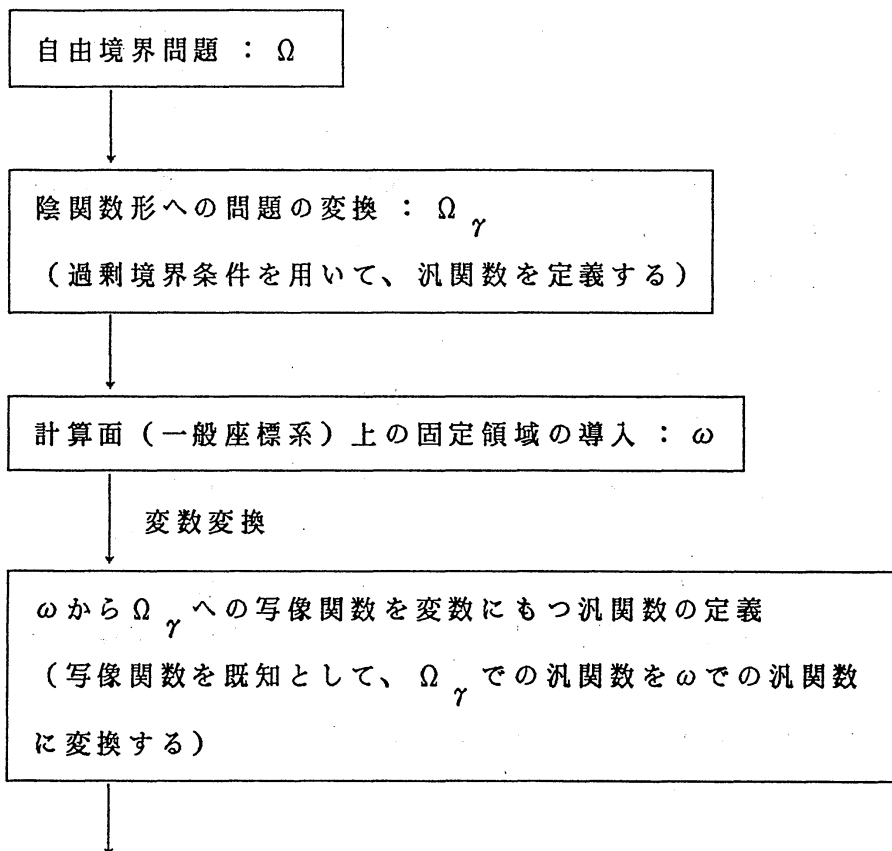 自由境界問題 : Ω
陰関数形への問題の変換 : Ωγ
(過剰境界条件を用いて、汎関数を定義する)
計算面(一般座標系)上の固定領域の導入 : ω
変数変換
ωからΩγへの写像関数を変数にもつ汎関数の定義
(写像関数を既知として、Ωγでの汎関数をωでの汎関数
に変換する)